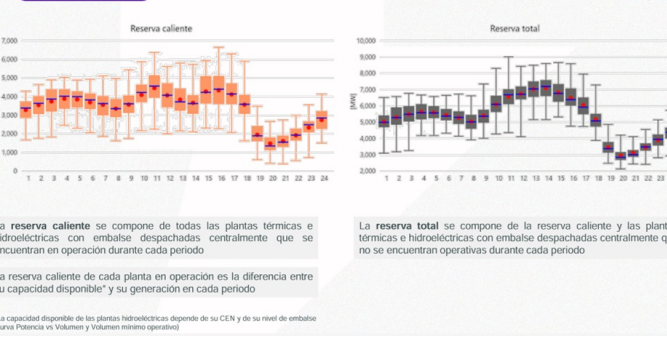 Reserva caliente
7,000
6,000
5,000
4,000
3,000
2,000
1,000
0
1 2 3 4 5 6 7 8 9 10 11 12 13 14 15 16 17 18 19 20 21 22 23 24
Reserva total
10,000
9,000
8,000
7,000
6,000
5,000
4,000
3,000
2,000
[MW]
1 2 3 4 5 6 7 8 9 10 11 12 13 14 15 16 17 18 19 20 21 22 23
a reserva caliente se compone de todas las plantas térmicas e
idroeléctricas con embalse despachadas centralmente que se
ncuentran en operación durante cada periodo
a reserva caliente de cada planta en operación es la diferencia entre
u capacidad disponible* y su generación en cada periodo
a capacidad disponible de las plantas hidroeléctricas depende de su CEN y de su nivel de embalse
urva Potencia vs Volumen y Volumen mínimo operativo)
La reserva total se compone de la reserva caliente y las plant
térmicas e hidroeléctricas con embalse despachadas centralmente q
no se encuentran operativas durante cada periodo